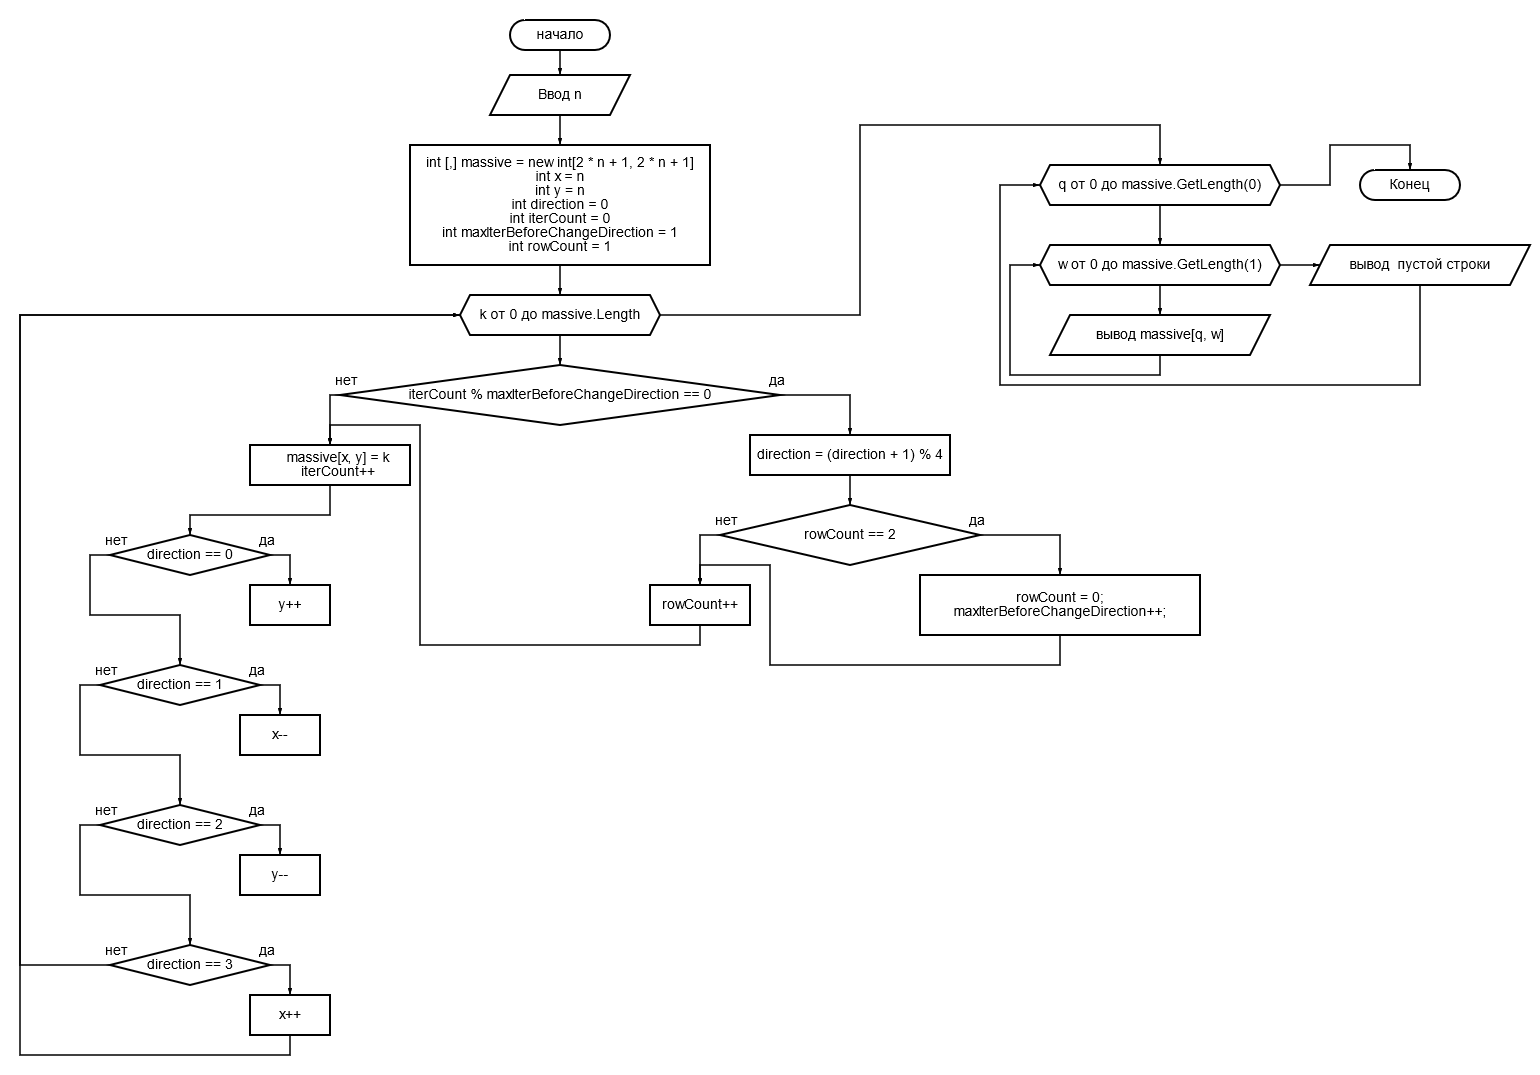 начало
Ввод n
int [,] massive = new int[2 * n + 1, 2 * n + 1]
int x = n
int y = n
int direction = 0
int iterCount = 0
int maxIterBeforeChangeDirection = 1
int rowCount = 1
k от 0 до massive.Length
нет
iterCount % maxIterBeforeChangeDirection == 0
да
massive[x, y] = k
iterCount++
direction = (direction + 1) % 4
нет
rowCount == 2
да
rowCount++
rowCount = 0;
maxIterBeforeChangeDirection++;
нет
direction == 0
да
y++
нет
direction == 1
да
x--
нет
direction == 2
да
y--
нет
direction == 3
да
x++
q от 0 до massive.GetLength(0)
Конец
w от 0 до massive.GetLength(1)
вывод  пустой строки
вывод massive[q, w]